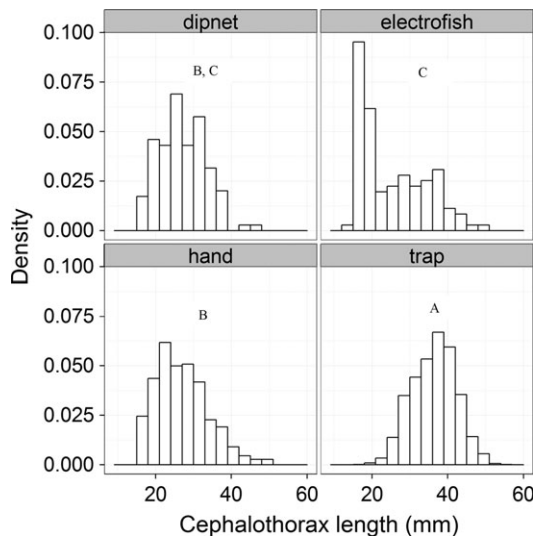 dipnet
electrofish
0.100
0.075
0.050
0.025
0.000
B, C
C
Density
hand
trap
0.100
0.075
0.050
0.025
0.000
B
A
20 40 60 20 40 60
Cephalothorax length (mm)